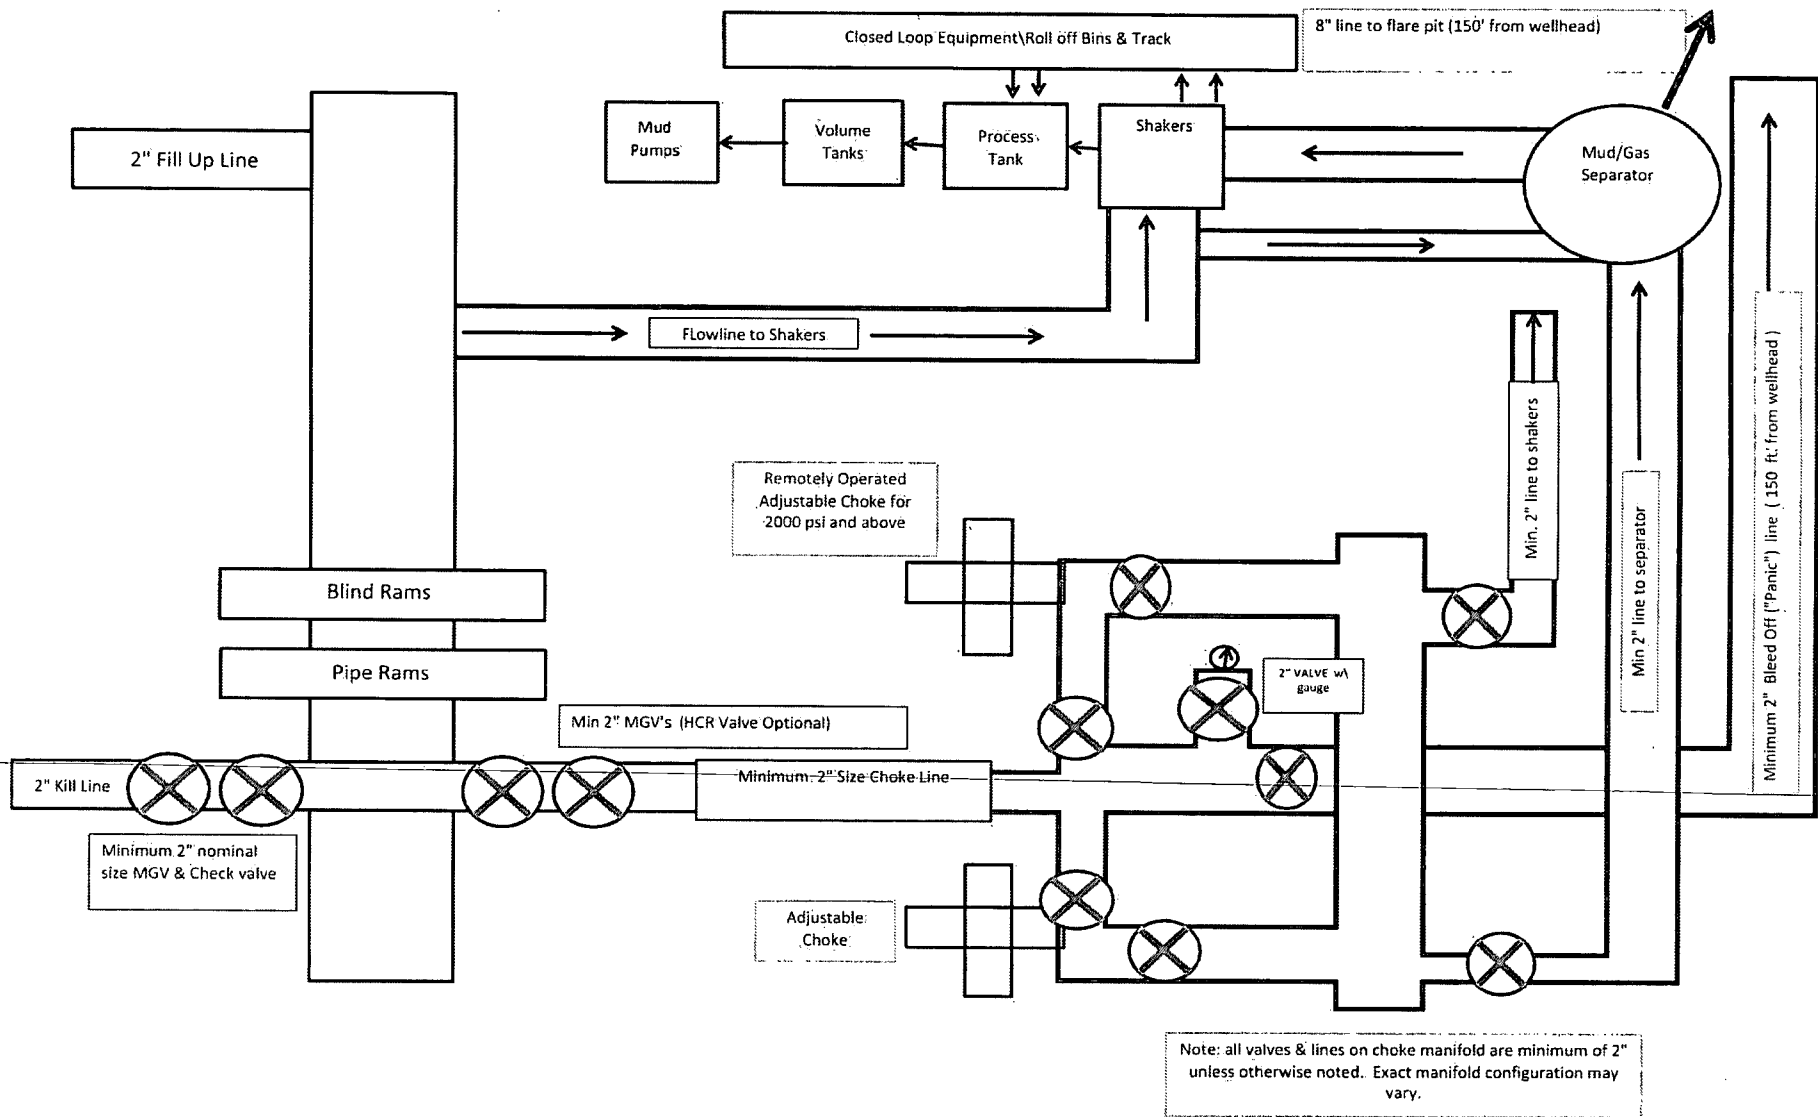 Closed Loop Equipment\Roll off Bins & Track
8" line to flare pit (150' from wellhead)
2" Fill Up Line
Mud
Pumps
Volume
Tanks
Process
Tank
Shakers
Mud/Gas
Separator
FLowline to Shakers
Remotely Operated
Adjustable Choke for
2000 psi and above
Min. 2" line to shakers
Min 2" line to separator
Minimum 2" Bleed Off ("Panic") line ( 150 ft. from wellhead )
Blind Rams
Pipe Rams
2" VALVE w\
gauge
Min 2" MGV's (HCR Valve Optional)
2" Kill Line
Minimum 2" Size Choke Line
Minimum 2" nominal
size MGV & Check valve
Adjustable
Choke
Note: all valves & lines on choke manifold are minimum of 2"
unless otherwise noted. Exact manifold configuration may
vary.